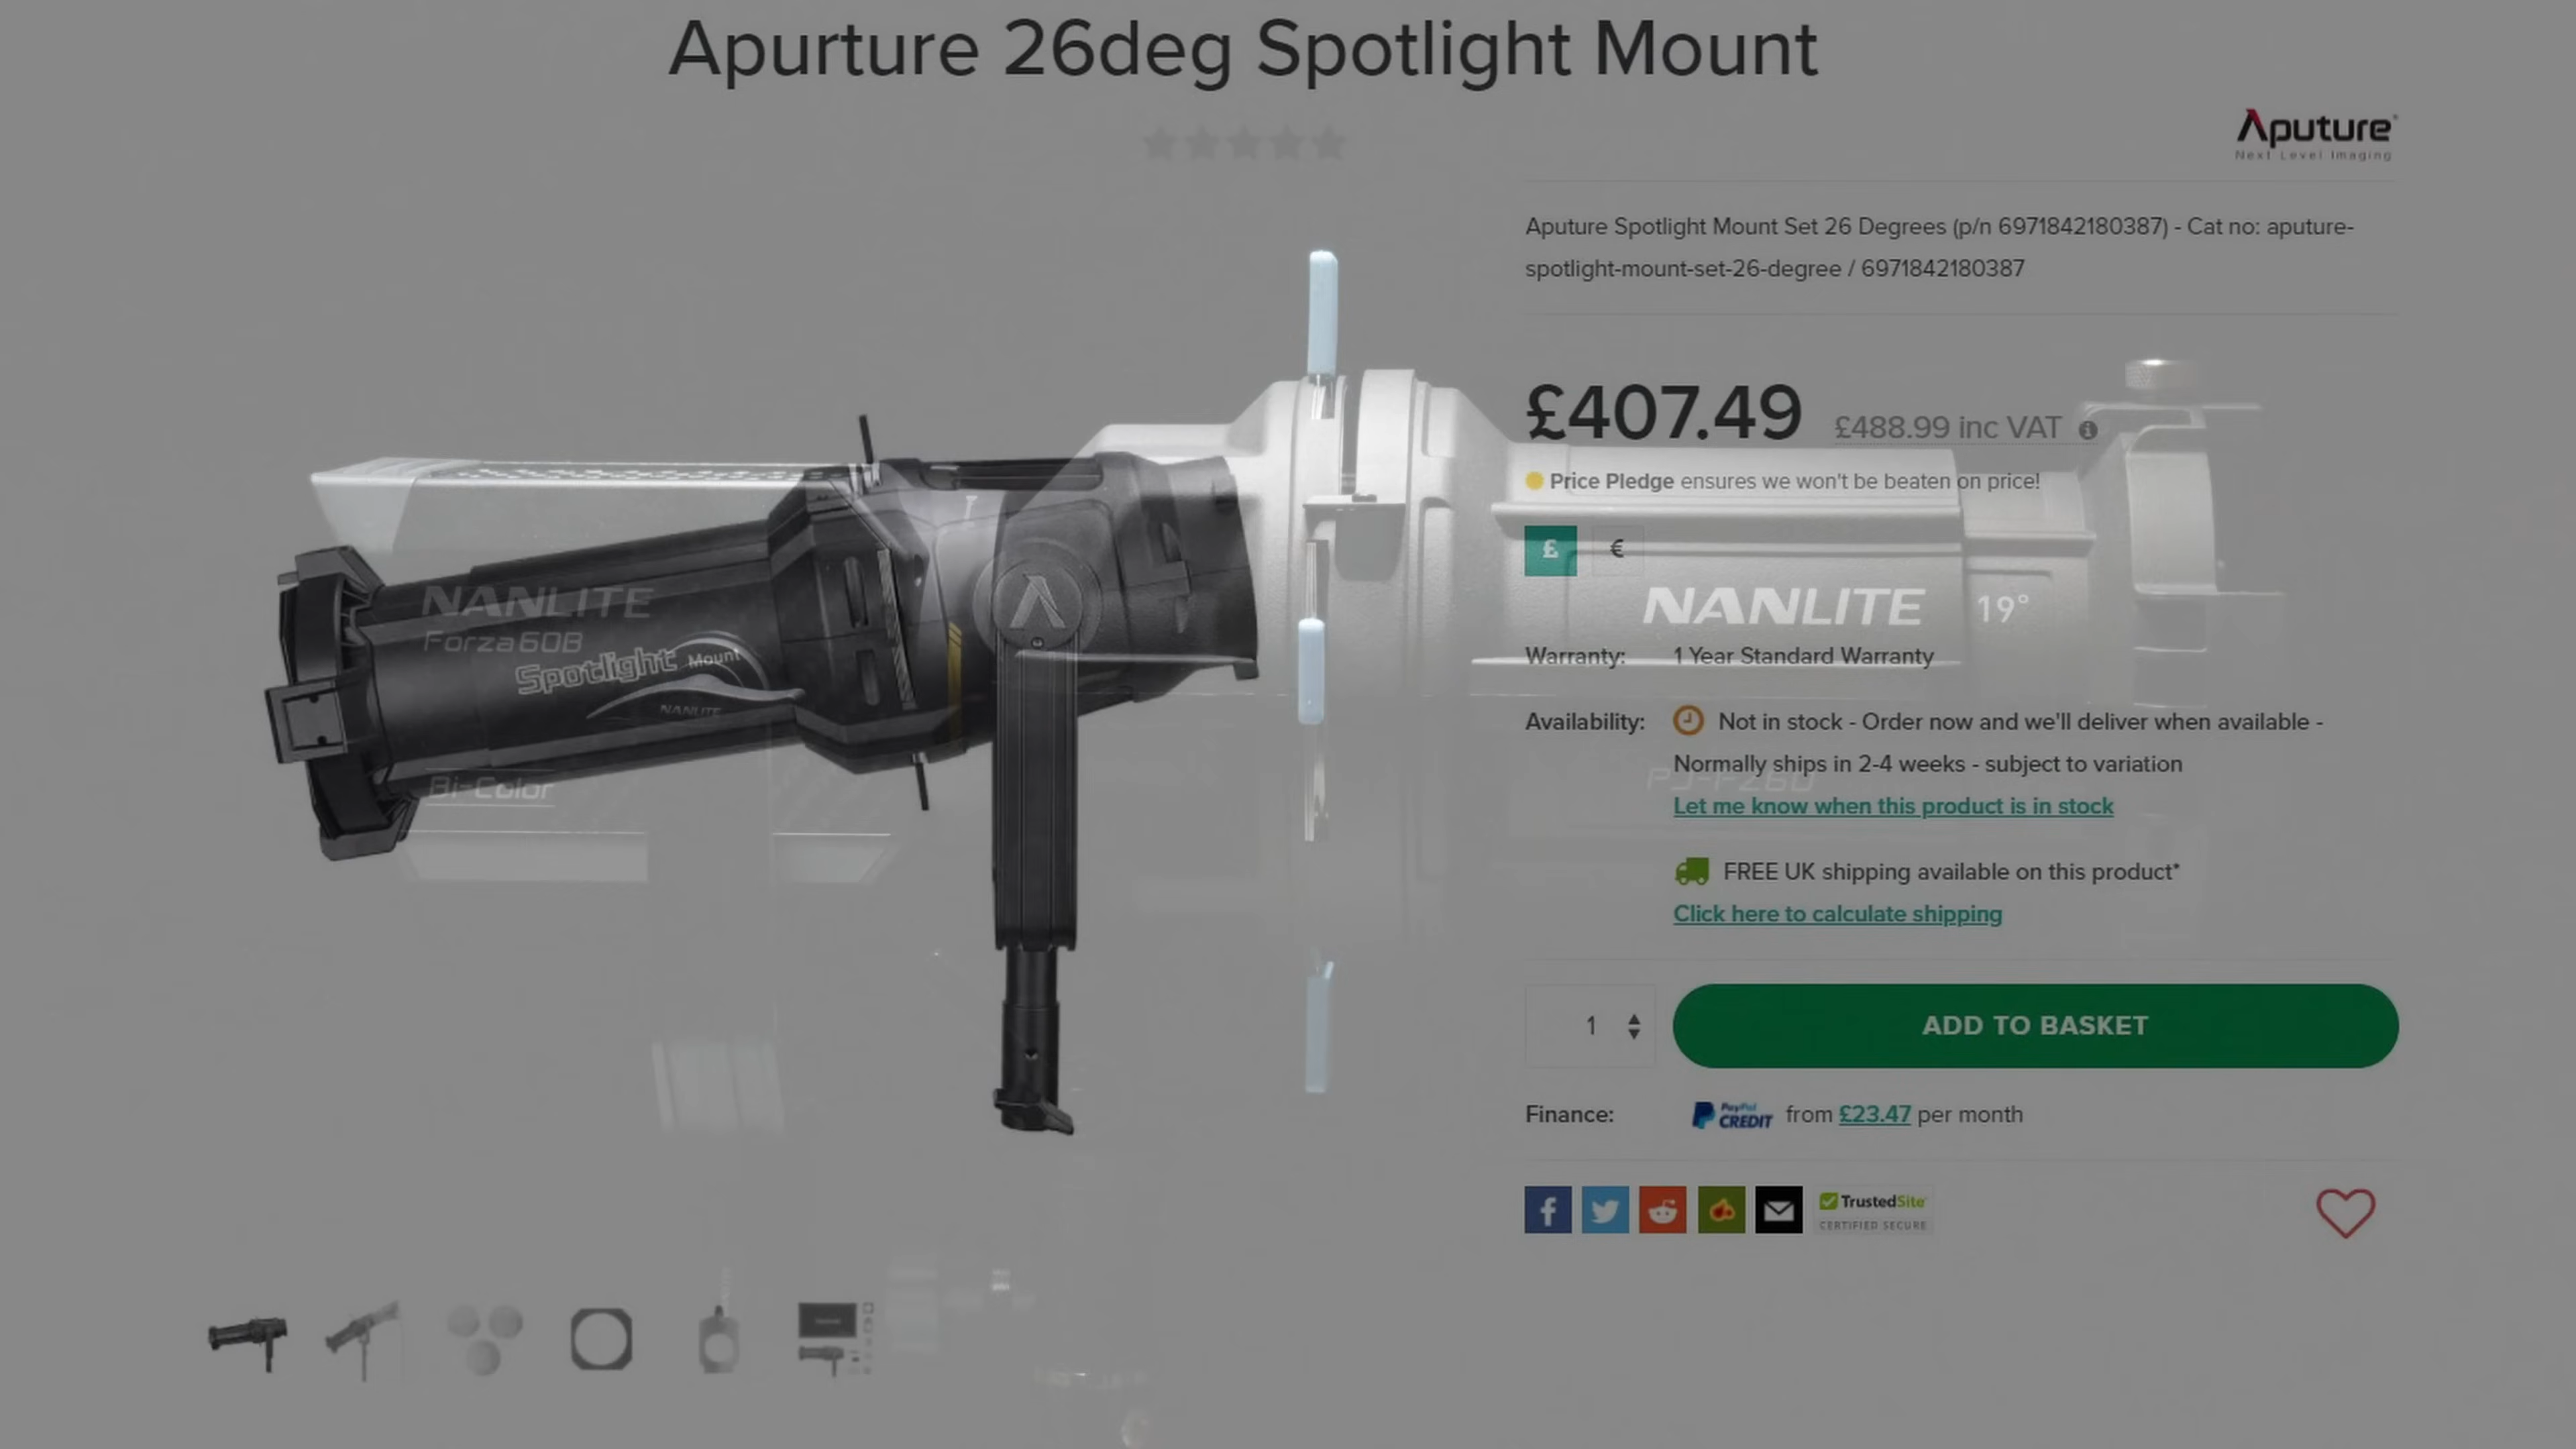 Apurture 26deg Spotlight Mount
Aputure
Next Level Imaging
Aputure Spotlight Mount Set 26 Degrees (p/n 6971842180387) - Cat no: aputure-
spotlight-mount-set-26-degree / 6971842180387
£407.49 £488.99 inc VAT
Price Pledge ensures we won't be beaten on price!
£ €
NANLITE 19°
NANLITE
Forza60B
Spotlight Mount
NANLITE
Bi-Color
Warranty: 1 Year Standard Warranty
Availability: Not in stock - Order now and we'll deliver when available -
Normally ships in 2-4 weeks - subject to variation
PJ-FZ60
Let me know when this product is in stock
FREE UK shipping available on this product*
Click here to calculate shipping
1 ADD TO BASKET
Finance: PayPal CREDIT from £23.47 per month
TrustedSite
CERTIFIED SECURE